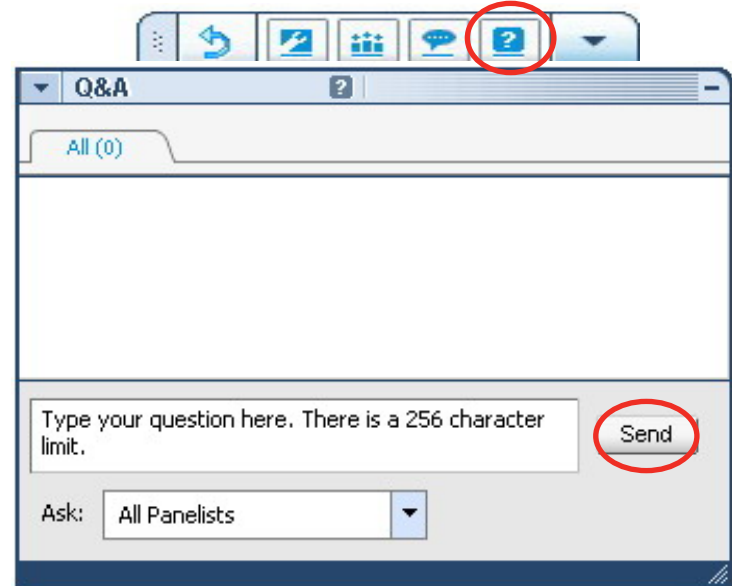 ?
Q&A ?
All (0)
Type your question here. There is a 256 character
limit.
Send
Ask: All Panelists